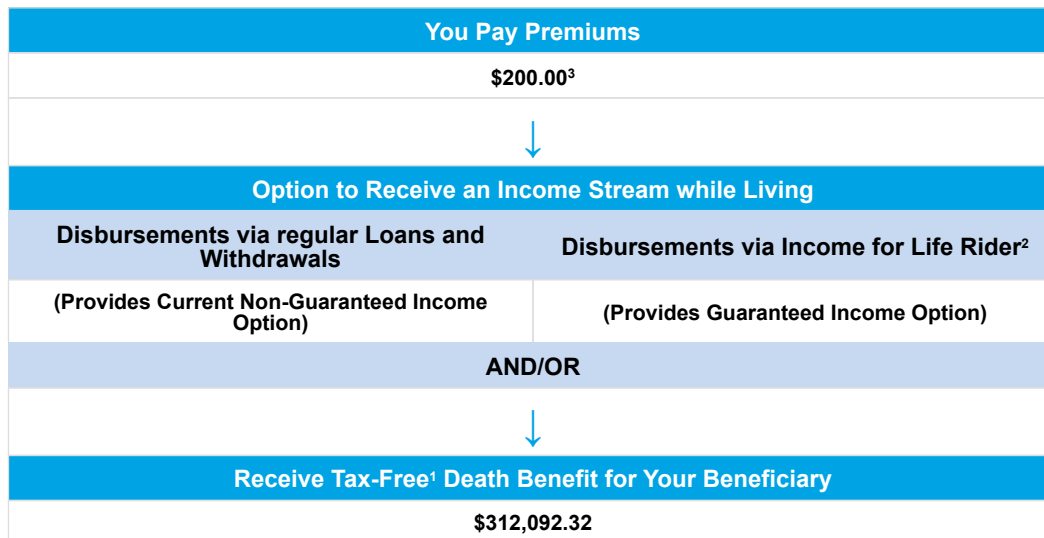 You Pay Premiums
$200.00³
↓
Option to Receive an Income Stream while Living
Disbursements via regular Loans and
Withdrawals
Disbursements via Income for Life Rider²
(Provides Current Non-Guaranteed Income
Option)
(Provides Guaranteed Income Option)
AND/OR
↓
Receive Tax-Free¹ Death Benefit for Your Beneficiary
$312,092.32